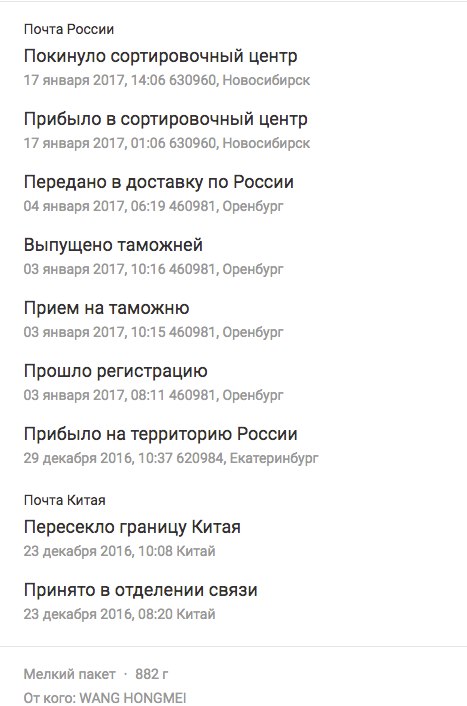 Почта России
Покинуло сортировочный центр
17 января 2017, 14:06 630960, Новосибирск
Прибыло в сортировочный центр
17 января 2017, 01:06 630960, Новосибирск
Передано в доставку по России
04 января 2017, 06:19 460981, Оренбург
Выпущено таможней
03 января 2017, 10:16 460981, Оренбург
Прием на таможню
03 января 2017, 10:15 460981, Оренбург
Прошло регистрацию
03 января 2017, 08:11 460981, Оренбург
Прибыло на территорию России
29 декабря 2016, 10:37 620984, Екатеринбург
Почта Китая
Пересекло границу Китая
23 декабря 2016, 10:08 Китай
Принято в отделении связи
23 декабря 2016, 08:20 Китай
Мелкий пакет · 882 г
От кого: WANG HONGMEI